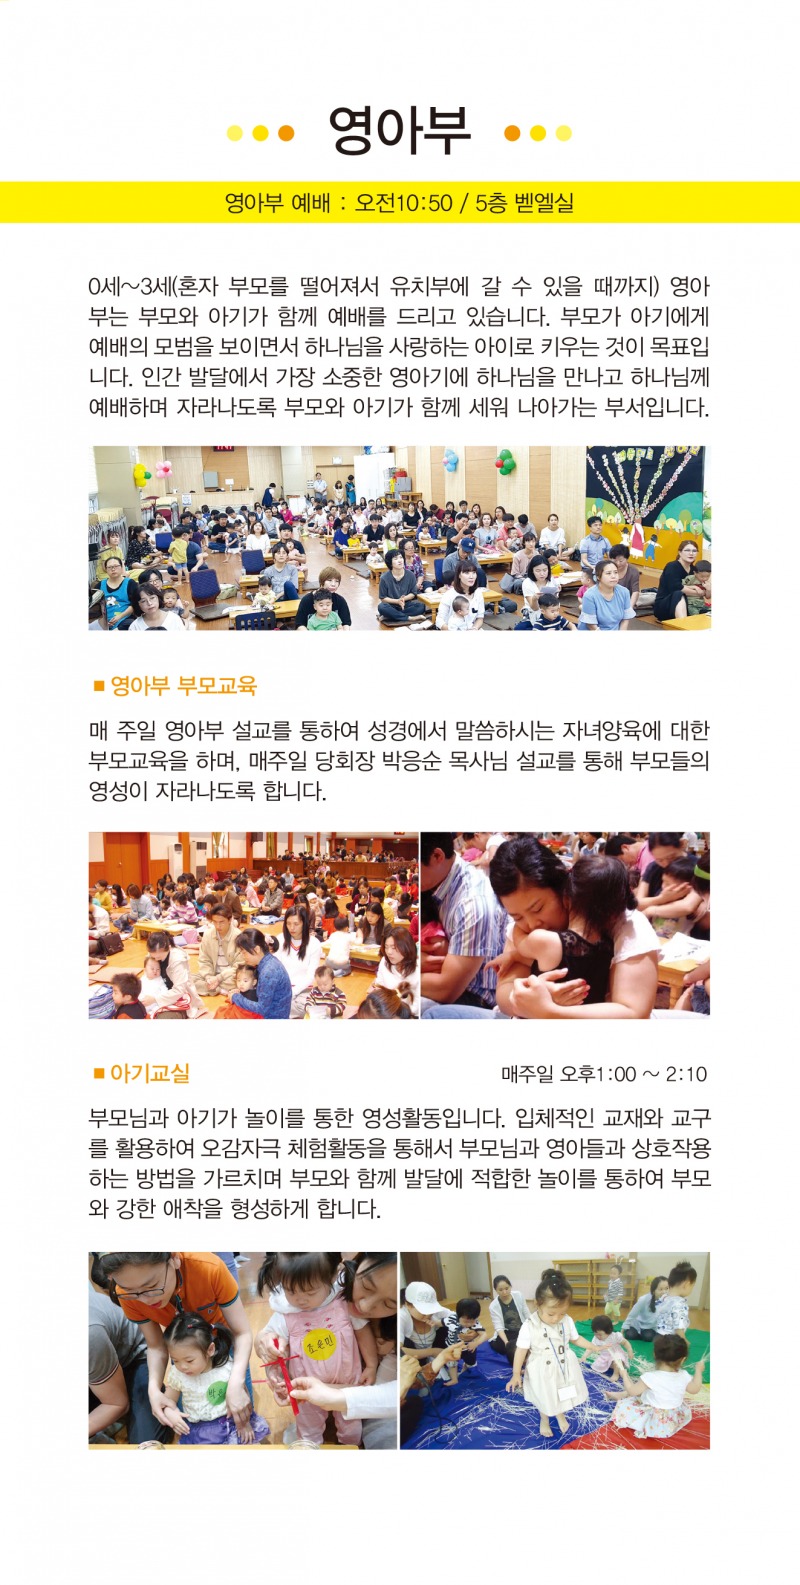 영아부
영아부 예배 : 오전10:50 / 5층 벧엘실
0세~3세(혼자 부모를 떨어져서 유치부에 갈 수 있을 때까지) 영아
부는 부모와 아기가 함께 예배를 드리고 있습니다. 부모가 아기에게
예배의 모범을 보이면서 하나님을 사랑하는 아이로 키우는 것이 목표입
니다. 인간 발달에서 가장 소중한 영아기에 하나님을 만나고 하나님께
예배하며 자라나도록 부모와 아기가 함께 세워 나아가는 부서입니다.
■ 영아부 부모교육
매 주일 영아부 설교를 통하여 성경에서 말씀하시는 자녀양육에 대한
부모교육을 하며, 매주일 당회장 박응순 목사님 설교를 통해 부모들의
영성이 자라나도록 합니다.
■ 아기교실 매주일 오후1:00 ~ 2:10
부모님과 아기가 놀이를 통한 영성활동입니다. 입체적인 교재와 교구
를 활용하여 오감자극 체험활동을 통해서 부모님과 영아들과 상호작용
하는 방법을 가르치며 부모와 함께 발달에 적합한 놀이를 통하여 부모
와 강한 애착을 형성하게 합니다.